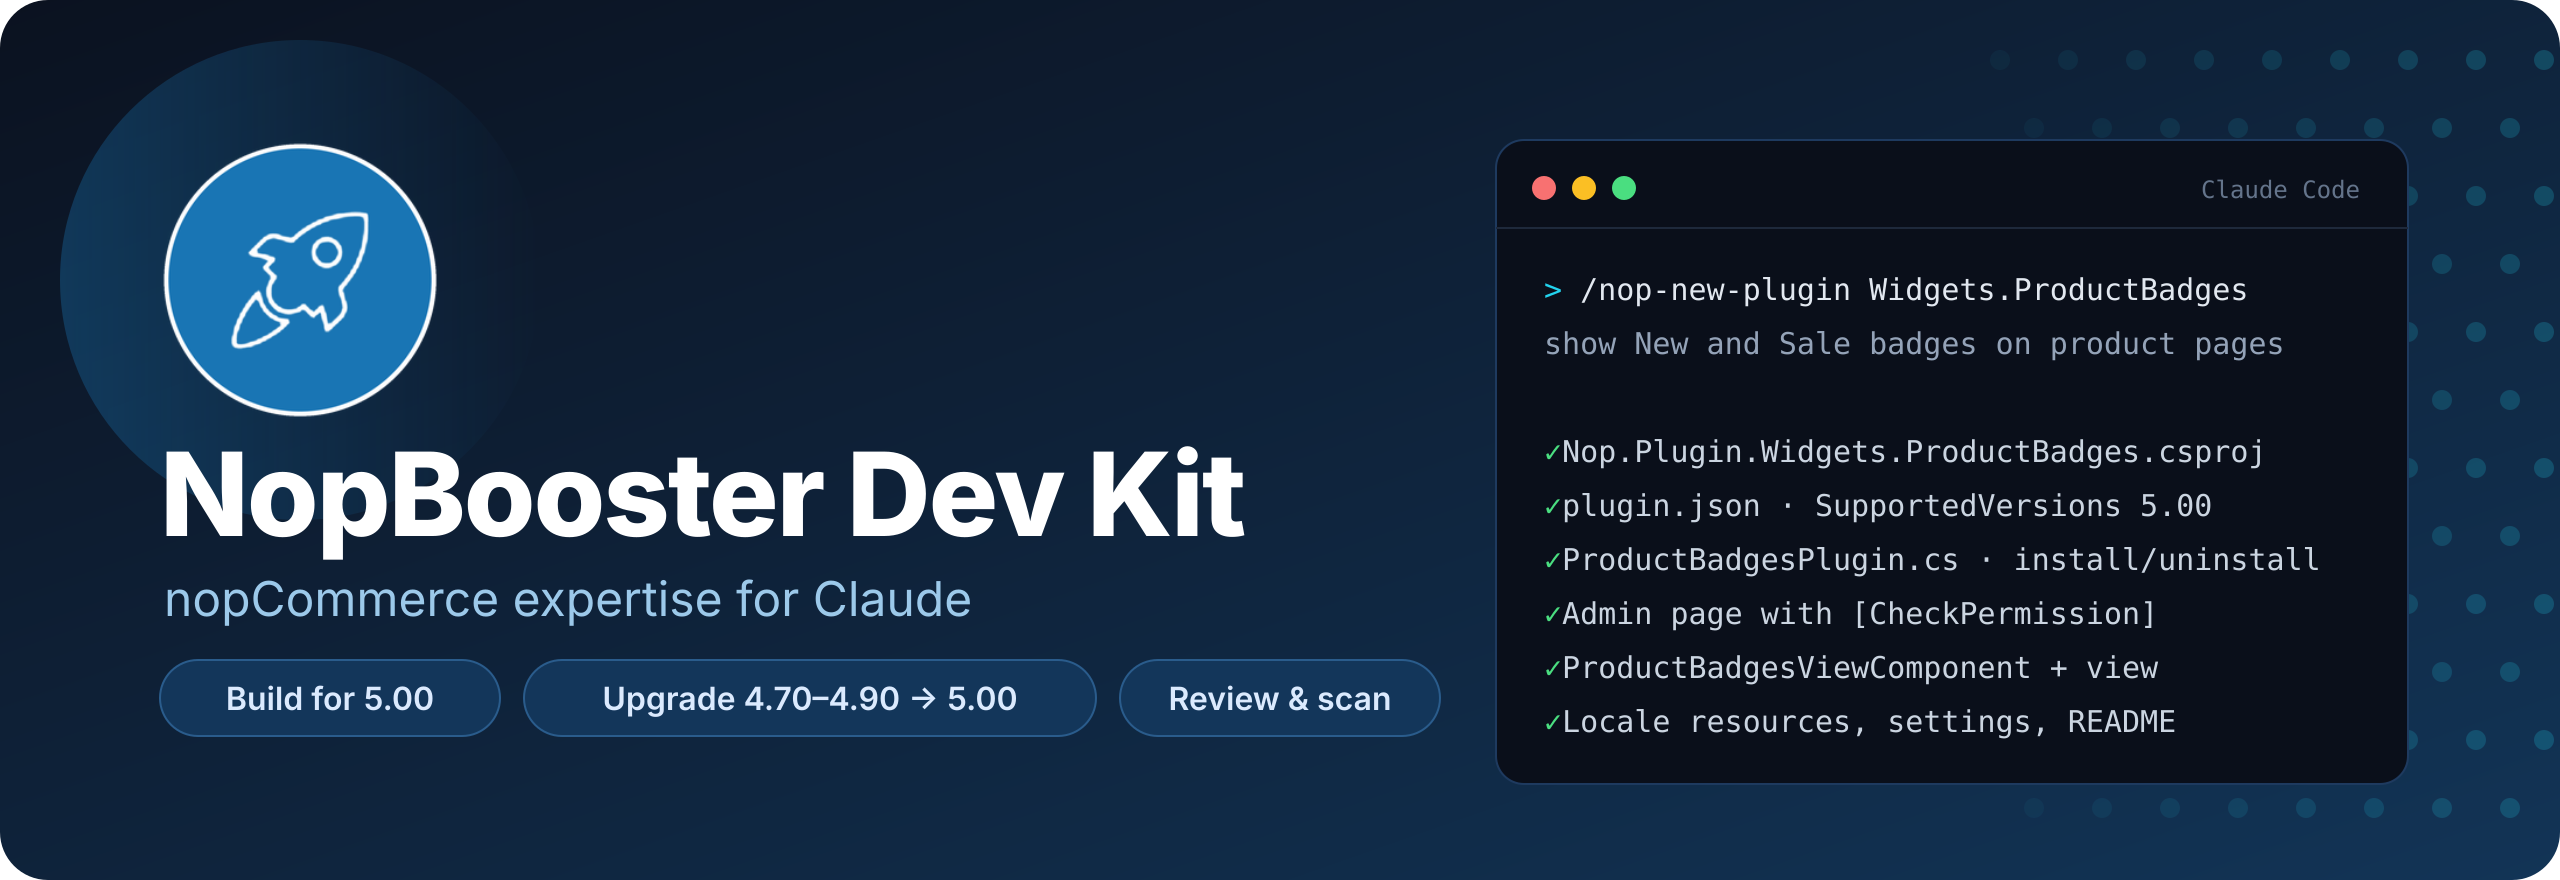 NopBooster Dev Kit
nopCommerce expertise for Claude
Build for 5.00
Upgrade 4.70–4.90 → 5.00
Review & scan
Claude Code
> /nop-new-plugin Widgets.ProductBadges
show New and Sale badges on product pages
✓Nop.Plugin.Widgets.ProductBadges.csproj
✓plugin.json · SupportedVersions 5.00
✓ProductBadgesPlugin.cs · install/uninstall
✓Admin page with [CheckPermission]
✓ProductBadgesViewComponent + view
✓Locale resources, settings, README